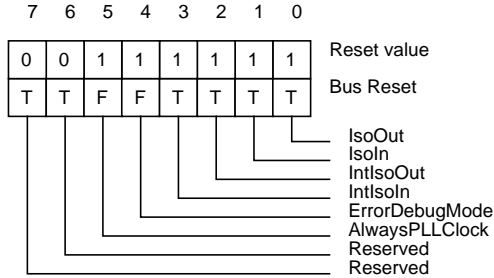 7 6 5 4 3 2 1 0
0 0 1 1 1 1 1 1 Reset value
T T F F T T T T Bus Reset
IsoOut
IsoIn
IntIsoOut
IntIsoIn
ErrorDebugMode
AlwaysPLLClock
Reserved
Reserved